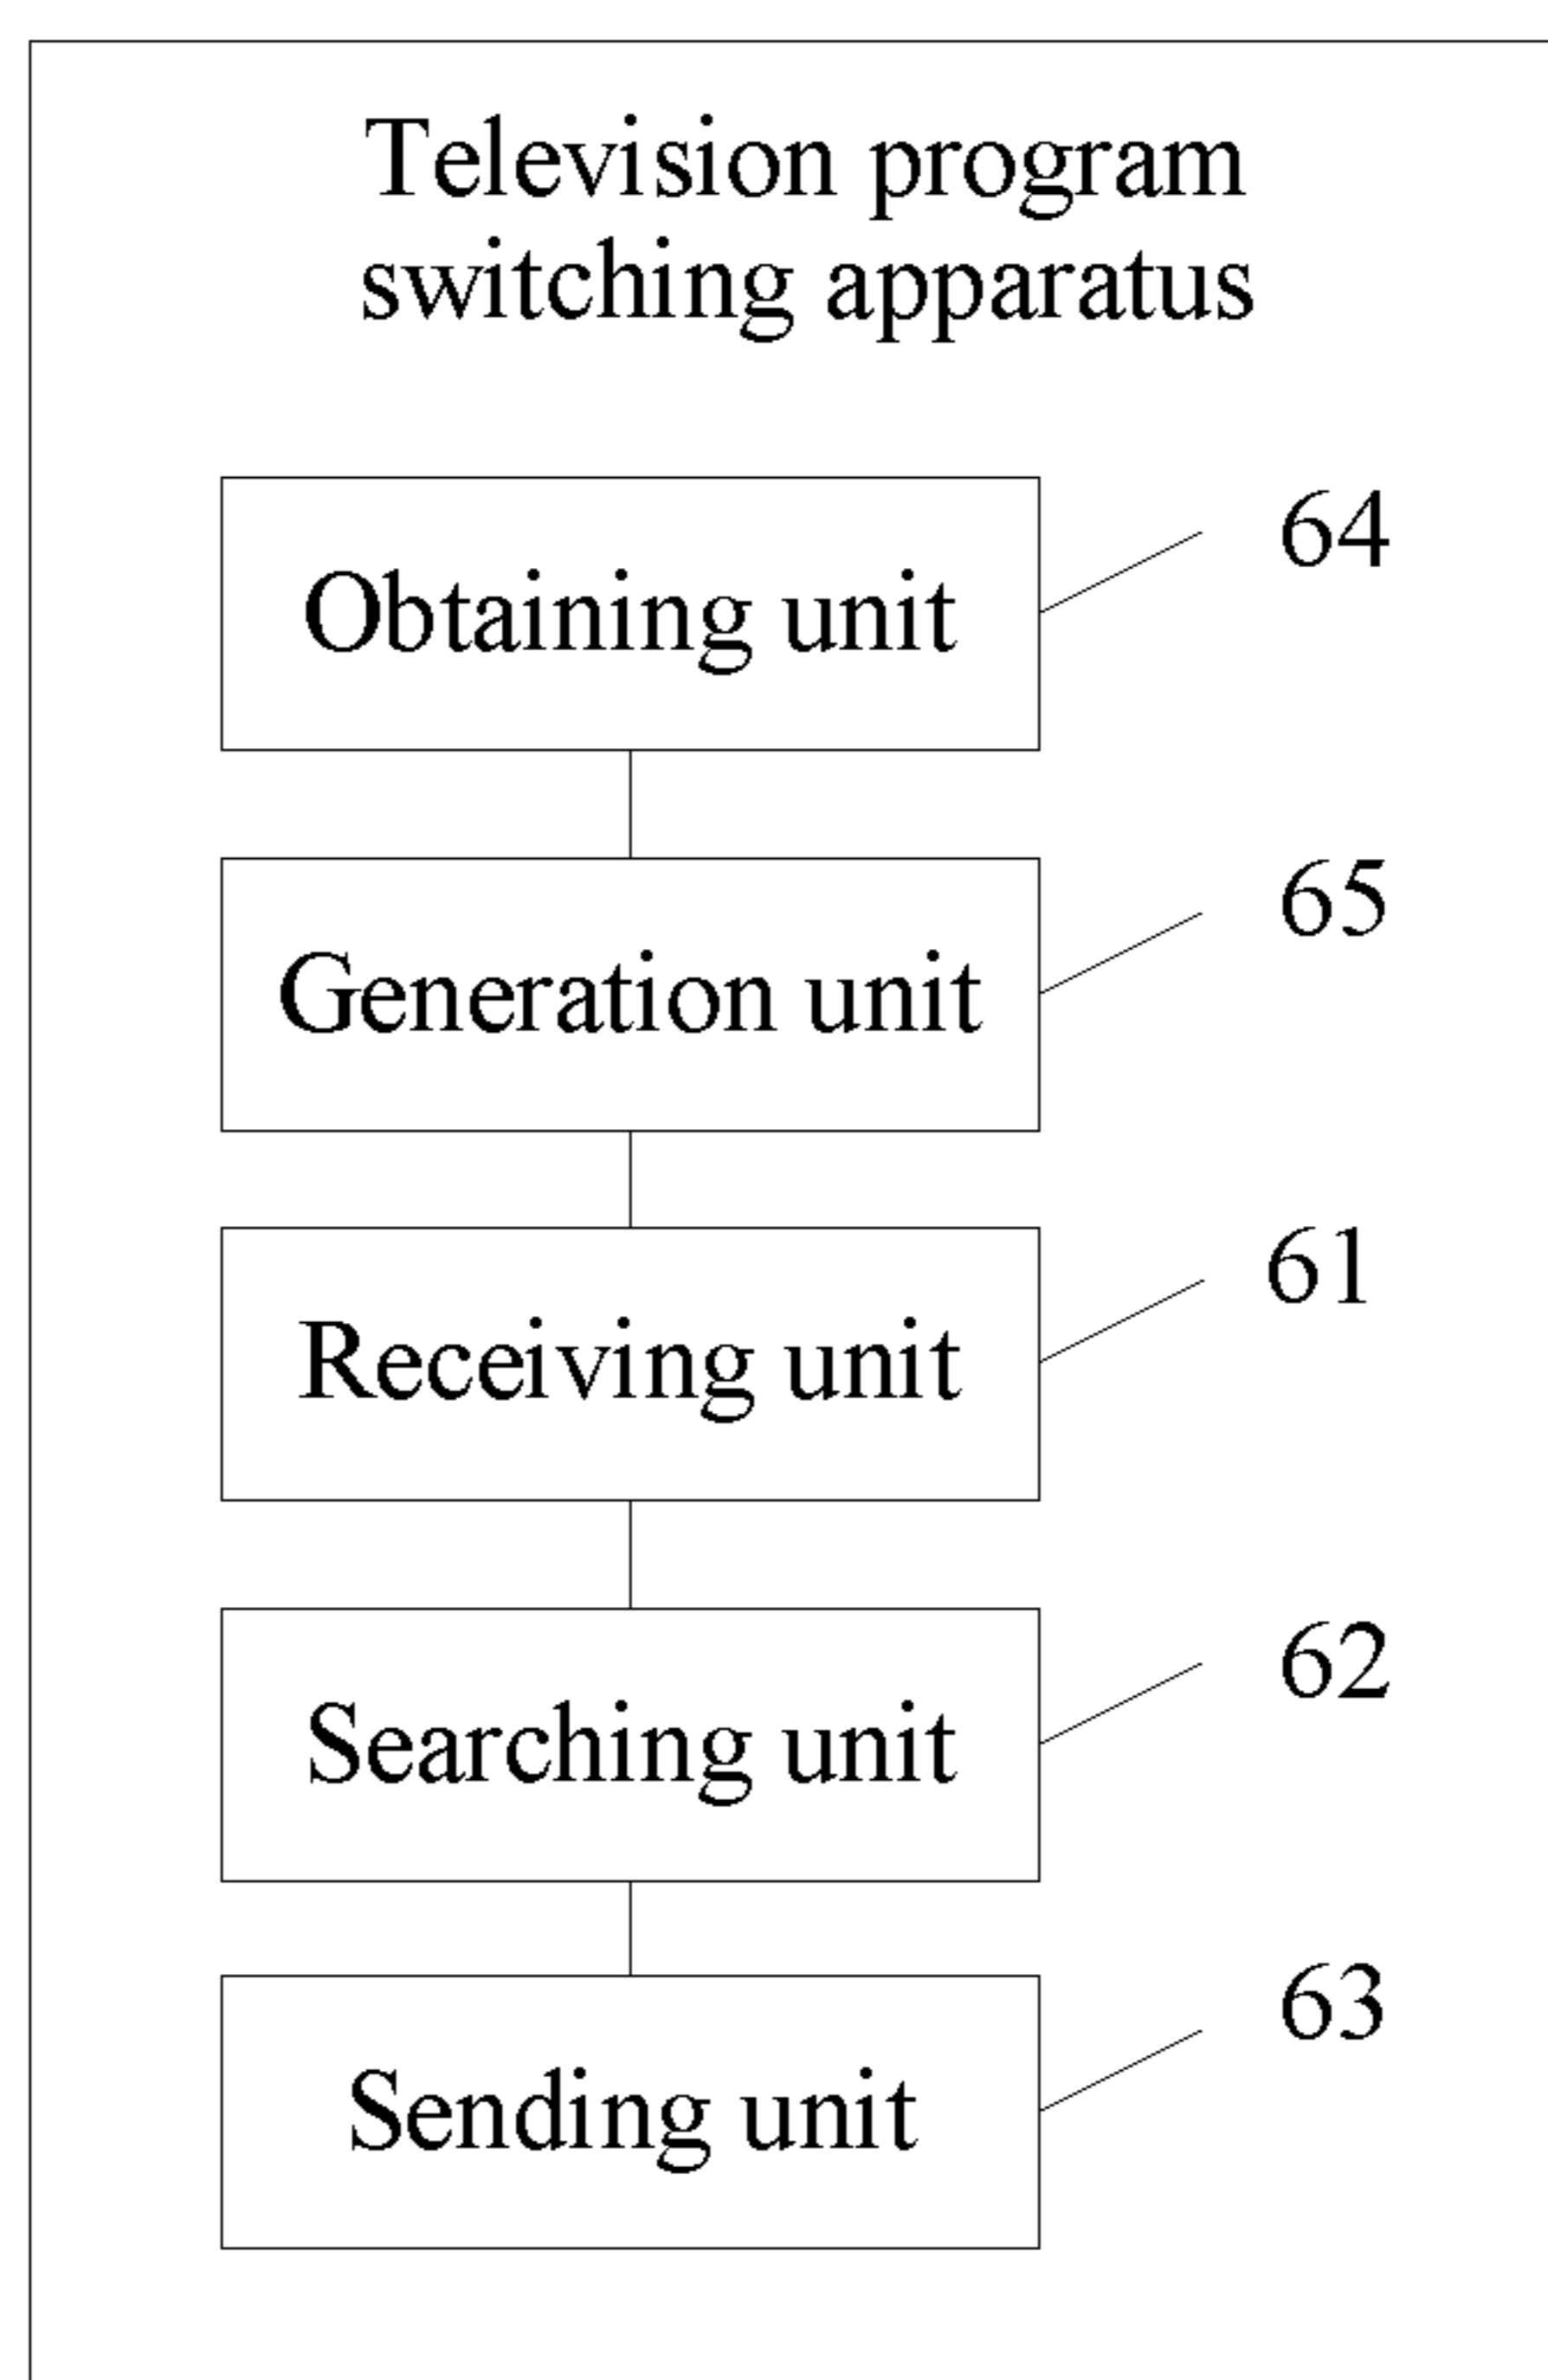 Television program
switching apparatus
Obtaining unit
64
Generation unit
65
Receiving unit
61
Searching unit
62
Sending unit
63